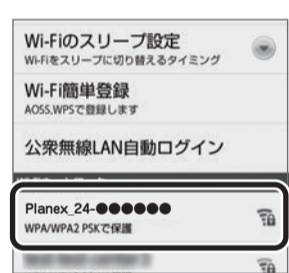 Wi-Fiのスリープ設定
Wi-Fiをスリープに切り替えるタイミング
Wi-Fi簡単登録
AOSS,WPSで登録します
公衆無線LAN自動ログイン
Planex_24-●●●●●●
WPA/WPA2 PSKで保護